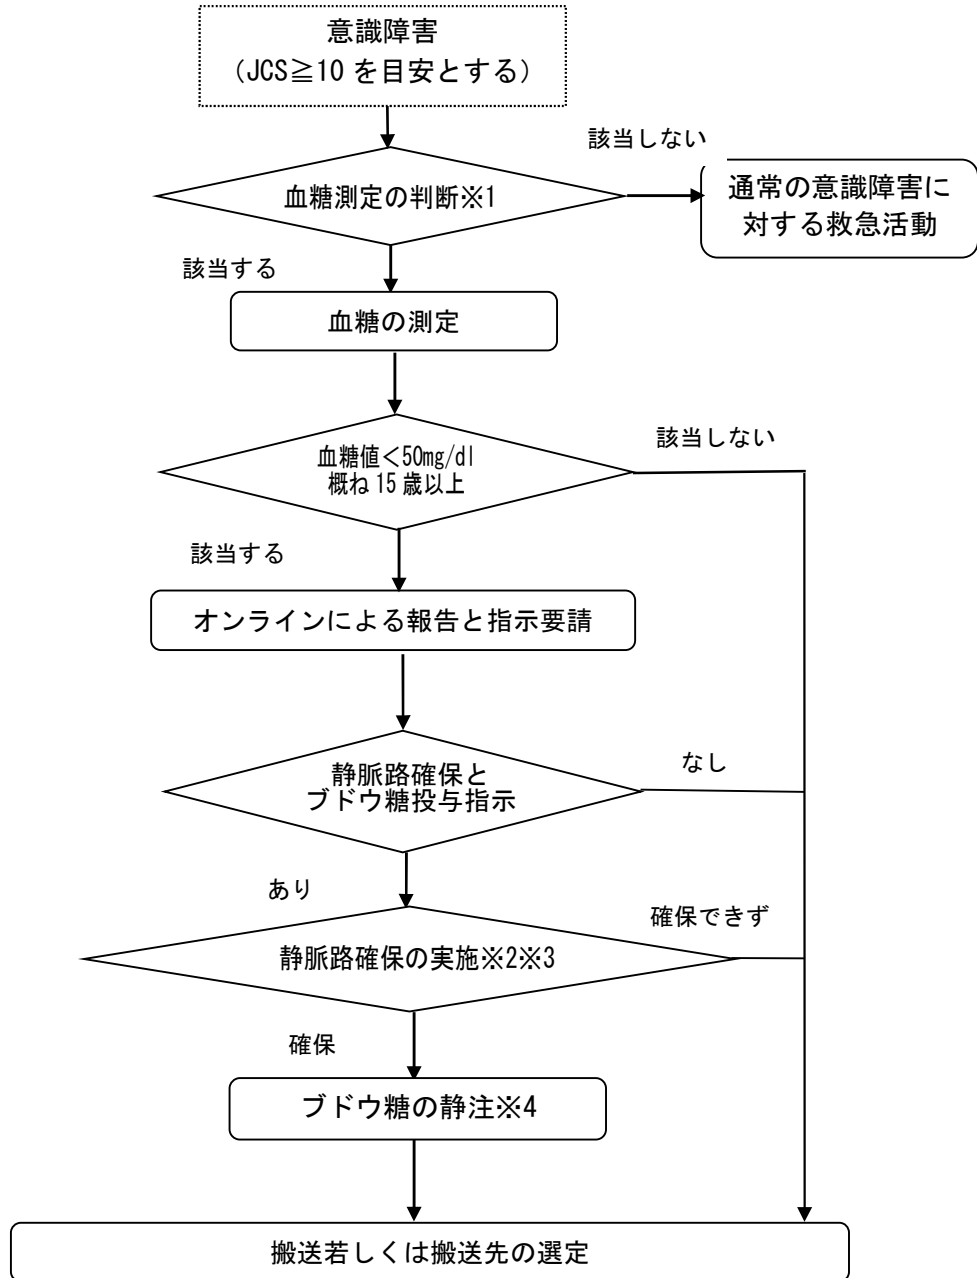 意識障害
（JCS≧10 を目安とする）
該当しない
血糖測定の判断※1
通常の意識障害に
対する救急活動
該当する
血糖の測定
血糖値＜50mg/dl
概ね 15 歳以上
該当しない
該当する
オンラインによる報告と指示要請
静脈路確保と
ブドウ糖投与指示
なし
あり
確保できず
静脈路確保の実施※2※3
確保
ブドウ糖の静注※4
搬送若しくは搬送先の選定